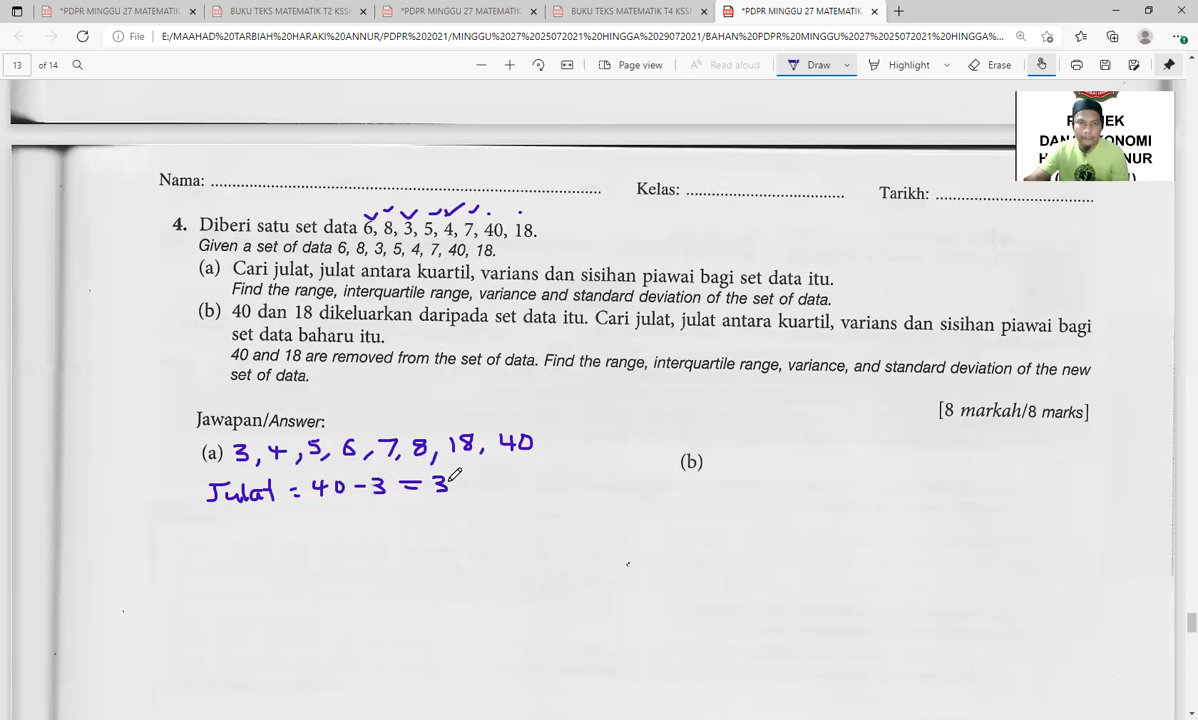 *PDPR MINGGU 27 MATEMATIK
BUKU TEKS MATEMATIK T2 KSS
*PDPR MINGGU 27 MATEMATIK
BUKU TEKS MATEMATIK T4 KSSM
*PDPR MINGGU 27 MATEMATIK
File
E:/MAAHAD%20TARBIAH%20HARAKI%20ANNUR/PDPR%202021/MINGGU%2027%2025072021%20HINGGA%2029072021/BAHAN%20PDPR%20MINGGU%2027%2025072021%20HINGGA%...
13 of 14
Page view
Read aloud
Draw
Highlight
Erase
Nama:
Kelas:
Tarikh:
4. Diberi satu set data 6, 8, 3, 5, 4, 7, 40, 18.
Given a set of data 6, 8, 3, 5, 4, 7, 40, 18.
(a) Cari julat, julat antara kuartil, varians dan sisihan piawai bagi set data itu.
Find the range, interquartile range, variance and standard deviation of the set of data.
(b) 40 dan 18 dikeluarkan daripada set data itu. Cari julat, julat antara kuartil, varians dan sisihan piawai bagi
set data baharu itu.
40 and 18 are removed from the set of data. Find the range, interquartile range, variance, and standard deviation of the new
set of data.
[8 markah/8 marks]
Jawapan/Answer:
(a) 3, 4, 5, 6, 7, 8, 18, 40
Julat = 40 - 3 = 3
(b)